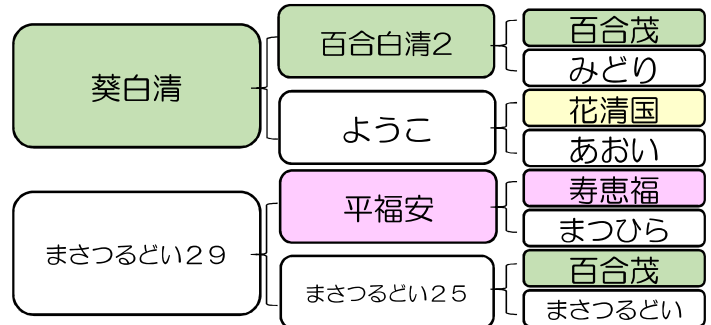 葵白清
百合白清２
百合茂
みどり
ようこ
花清国
あおい
まさつるどい２９
平福安
寿恵福
まつひら
まさつるどい２５
百合茂
まさつるどい